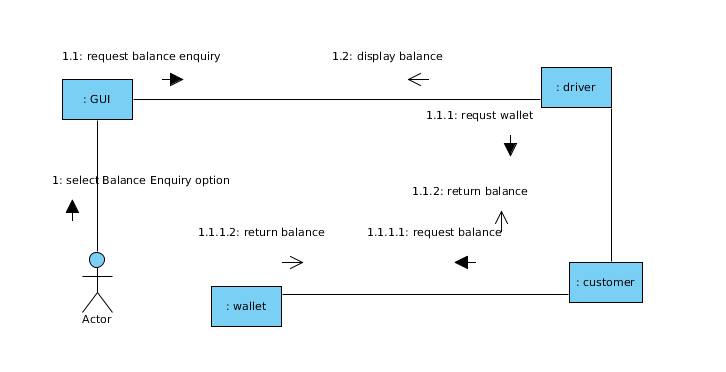 1.1: request balance enquiry
1.2: display balance
: GUI
: driver
1.1.1: requst wallet
1: select Balance Enquiry option
1.1.2: return balance
1.1.1.2: return balance
1.1.1.1: request balance
: customer
: wallet
Actor